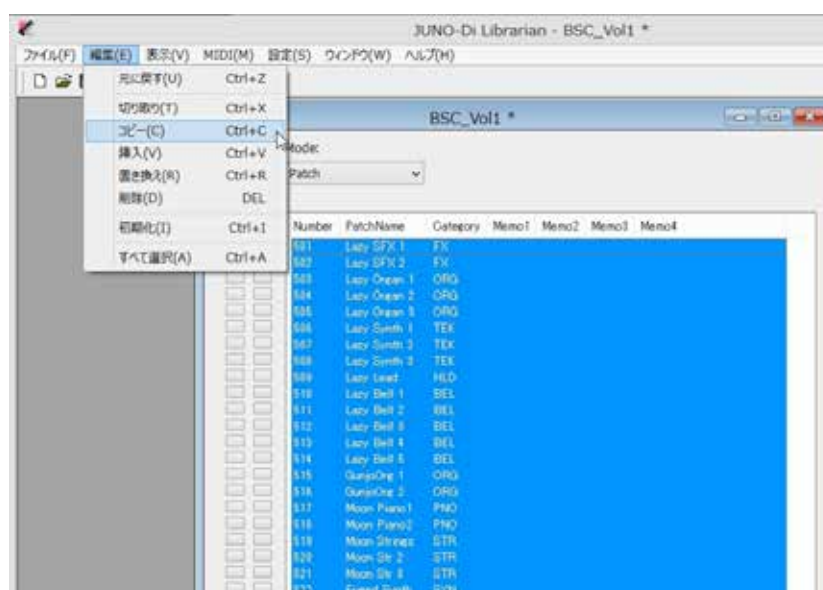 JUNO-Di Librarian - BSC_Vol1 *
ファイル(F) 編集(E) 表示(V) MIDI(M) 設定(S) ウィンドウ(W) ヘルプ(H)
元に戻す(U) Ctrl+Z
切り取り(T) Ctrl+X
コピー(C) Ctrl+C
挿入(V) Ctrl+V
置き換え(R) Ctrl+R
削除(D) DEL
初期化(I) Ctrl+I
すべて選択(A) Ctrl+A
BSC_Vol1 *
Mode:
Patch
Number PatchName Category Memo1 Memo2 Memo3 Memo4
501 Lazy SFX 1 FX
502 Lazy SFX 2 FX
503 Lazy Organ 1 ORG
504 Lazy Organ 2 ORG
505 Lazy Organ 3 ORG
506 Lazy Synth 1 TEK
507 Lazy Synth 2 TEK
508 Lazy Synth 3 TEK
509 Lazy Lead HLD
510 Lazy Bell 1 BEL
511 Lazy Bell 2 BEL
512 Lazy Bell 3 BEL
513 Lazy Bell 4 BEL
514 Lazy Bell 5 BEL
515 GunjoOrg 1 ORG
516 GunjoOrg 2 ORG
517 Moon Piano1 PNO
518 Moon Piano2 PNO
519 Moon Strings STR
520 Moon Str 2 STR
521 Moon Str 3 STR